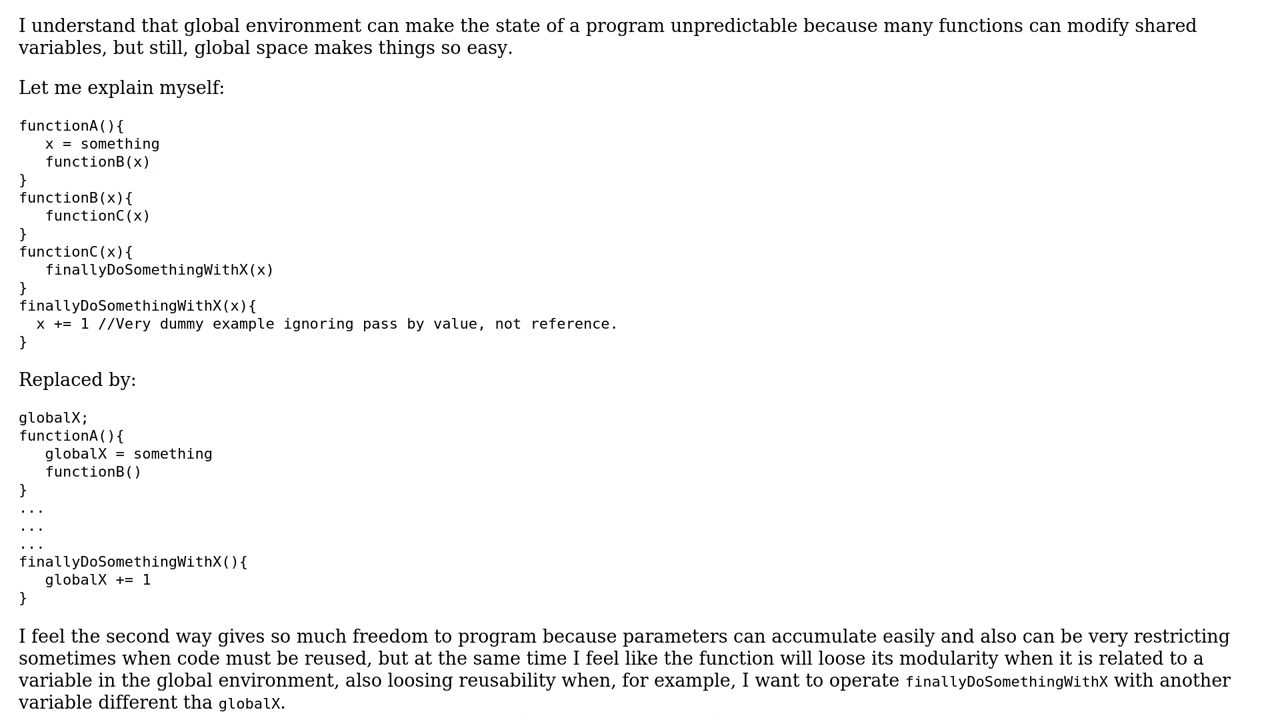 I understand that global environment can make the state of a program unpredictable because many functions can modify shared
variables, but still, global space makes things so easy.
Let me explain myself:
functionA(){
   x = something
   functionB(x)
}
functionB(x){
   functionC(x)
}
functionC(x){
   finallyDoSomethingWithX(x)
}
finallyDoSomethingWithX(x){
  x += 1 //Very dummy example ignoring pass by value, not reference.
}
Replaced by:
globalX;
functionA(){
   globalX = something
   functionB()
}
...
...
...
finallyDoSomethingWithX(){
   globalX += 1
}
I feel the second way gives so much freedom to program because parameters can accumulate easily and also can be very restricting
sometimes when code must be reused, but at the same time I feel like the function will loose its modularity when it is related to a
variable in the global environment, also loosing reusability when, for example, I want to operate finallyDoSomethingWithX with another
variable different tha globalX.